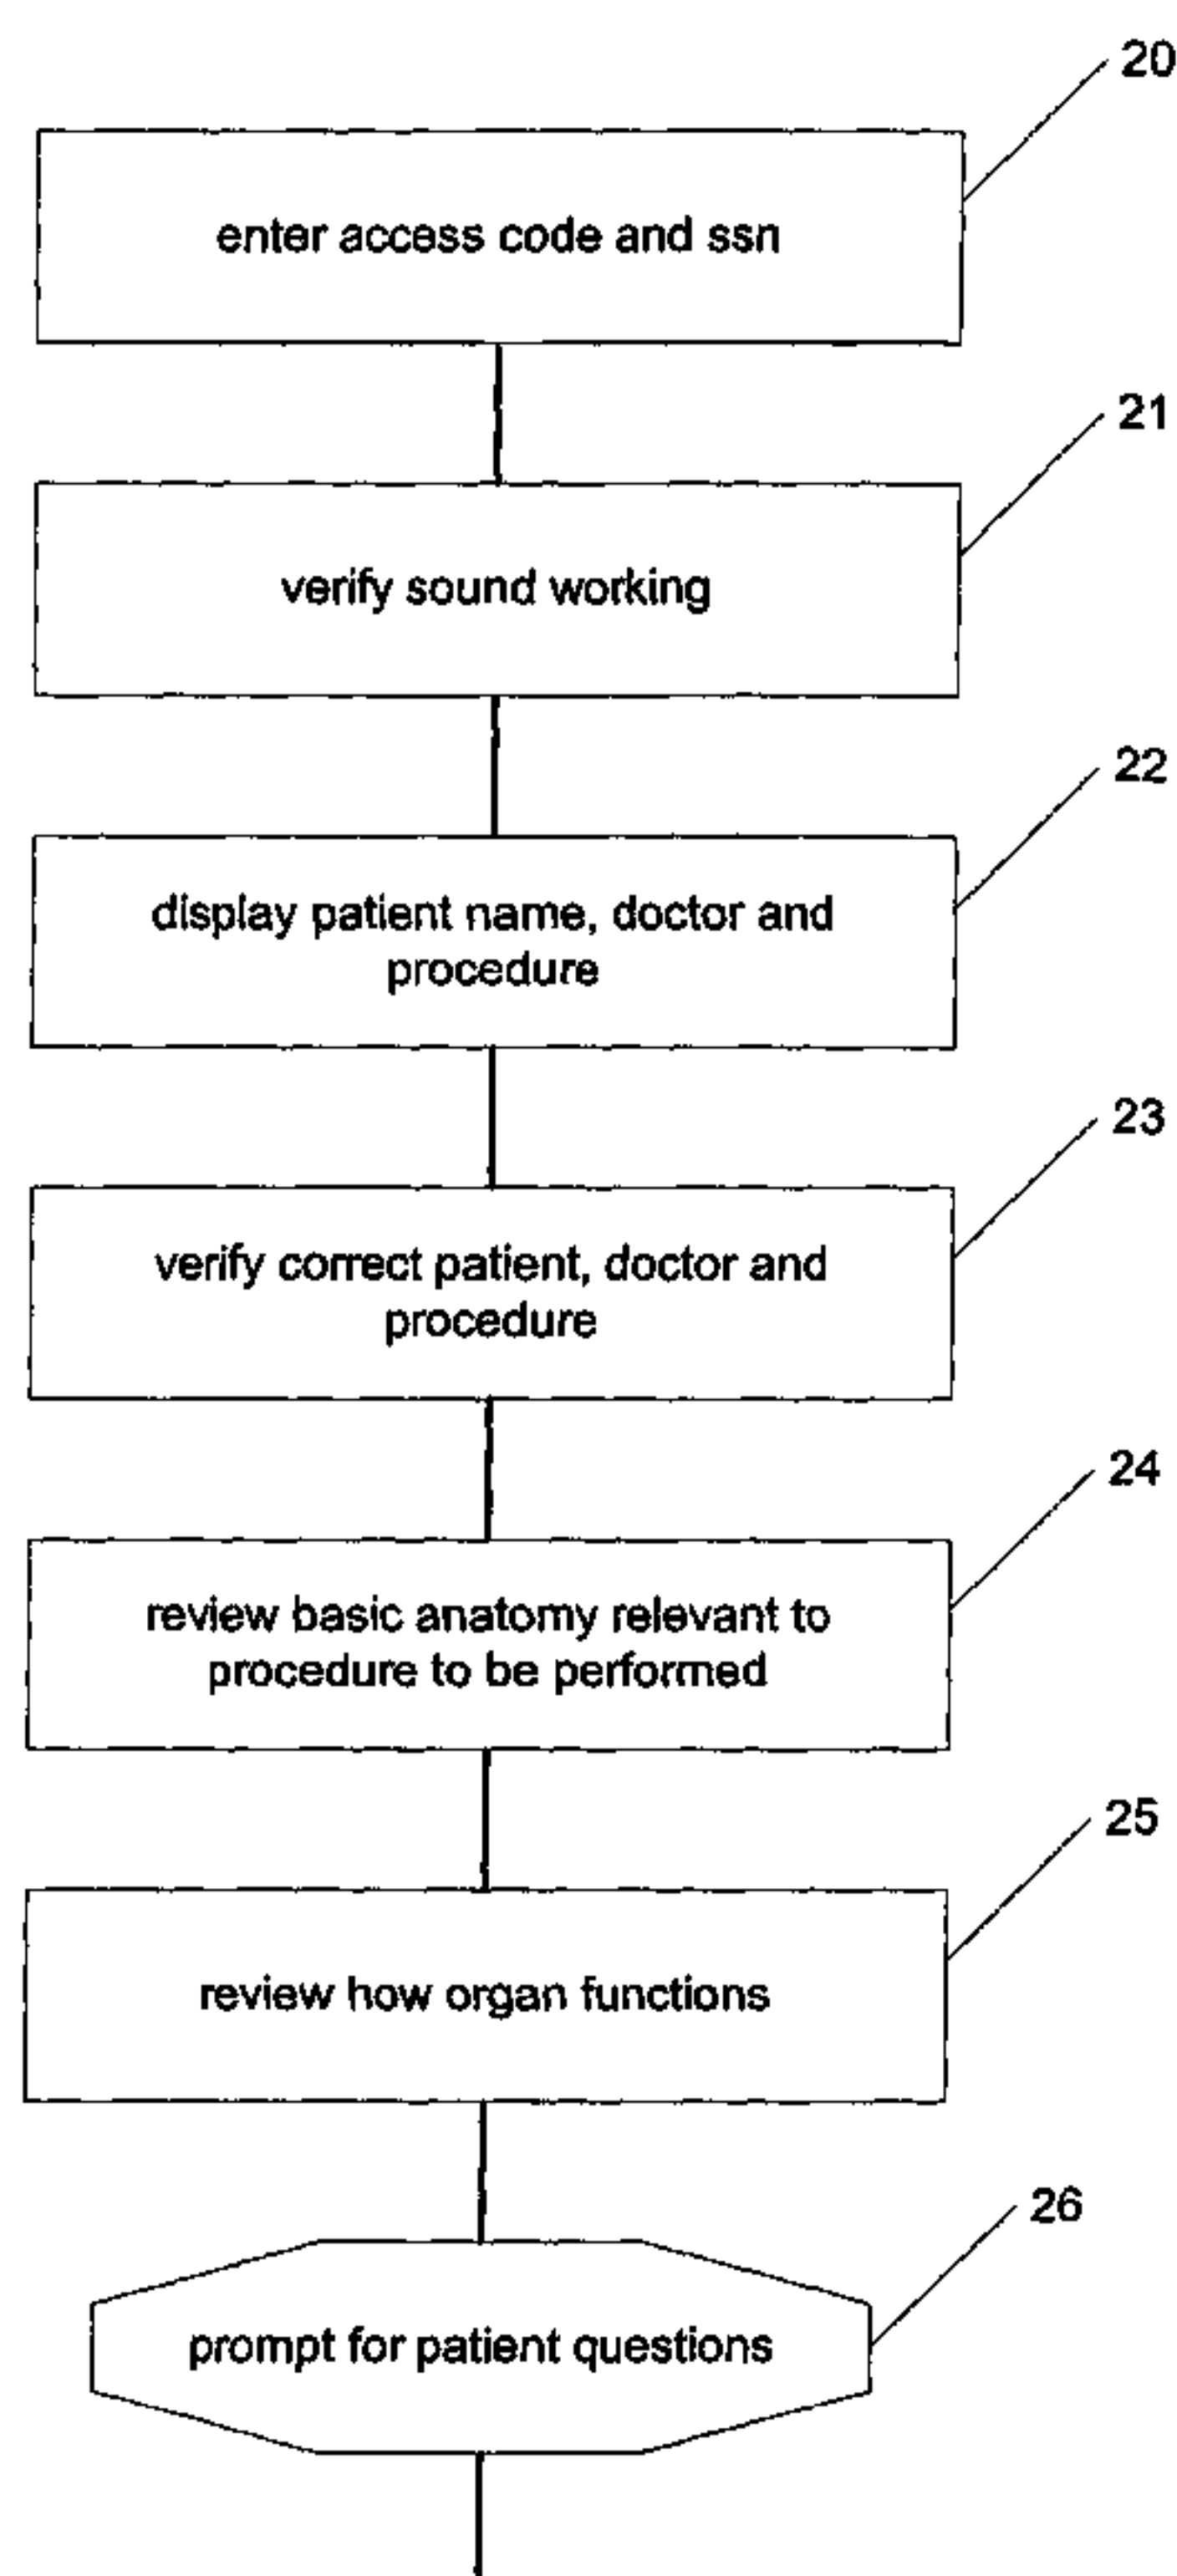 20
enter access code and ssn
21
verify sound working
22
display patient name, doctor and
procedure
23
verify correct patient, doctor and
procedure
24
review basic anatomy relevant to
procedure to be performed
25
review how organ functions
26
prompt for patient questions